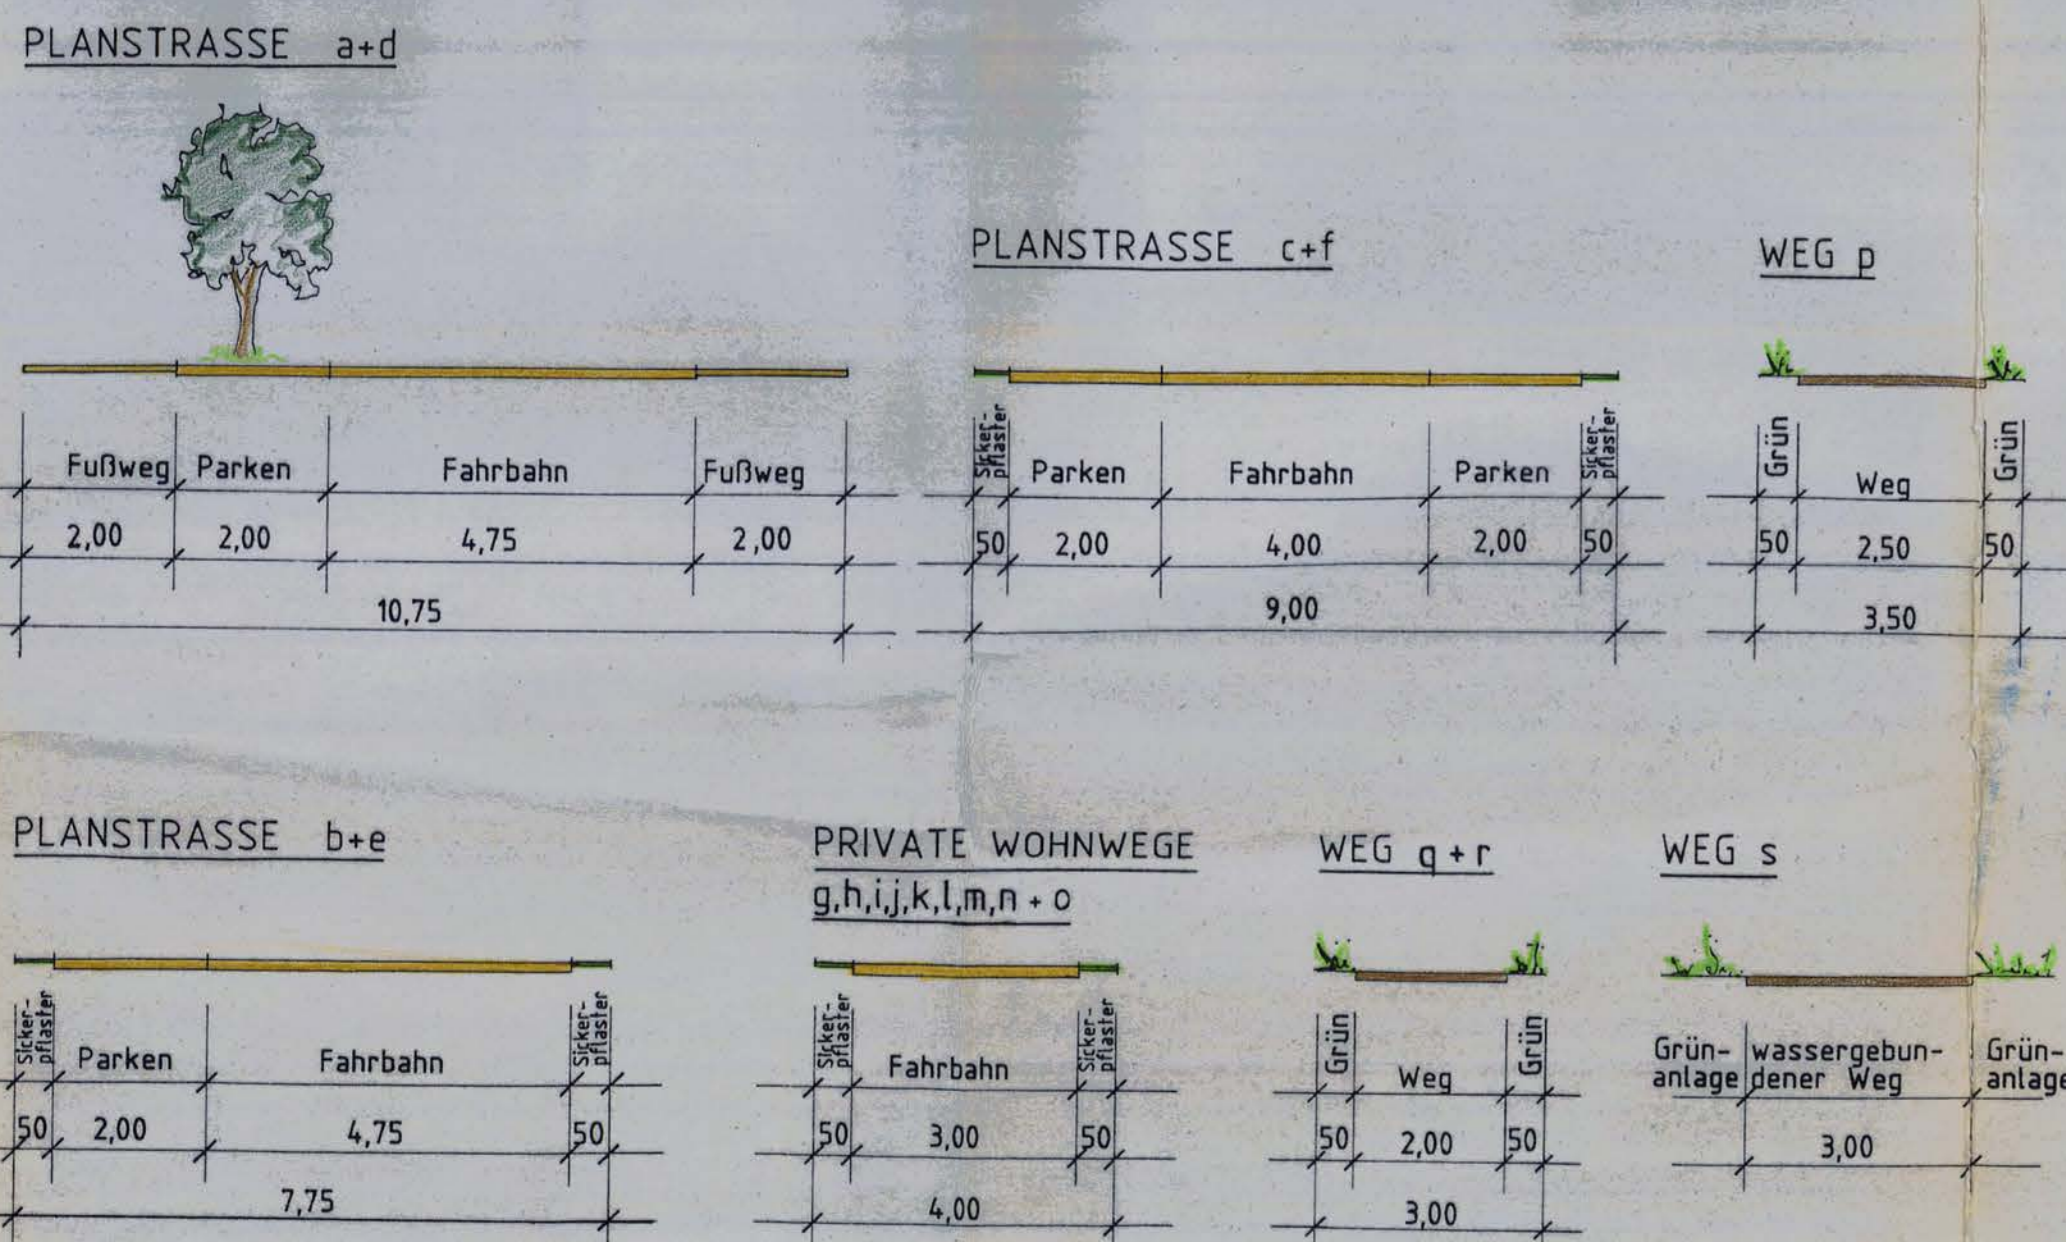 PLANSTRASSE a+d
Fußweg Parken Fahrbahn Fußweg
2,00 2,00 4,75 2,00
10,75
PLANSTRASSE c+f
Sicker-
pflaster
Parken Fahrbahn Parken
Sicker-
pflaster
50 2,00 4,00 2,00 50
9,00
WEG p
Grün Weg Grün
50 2,50 50
3,50
PLANSTRASSE b+e
Sicker-
pflaster
Parken Fahrbahn
Sicker-
pflaster
50 2,00 4,75 50
7,75
PRIVATE WOHNWEGE
g,h,i,j,k,l,m,n + o
Sicker-
pflaster
Fahrbahn
Sicker-
pflaster
50 3,00 50
4,00
WEG q + r
Grün Weg Grün
50 2,00 50
3,00
WEG s
Grün-
anlage
wassergebun-
dener Weg
Grün-
anlage
3,00